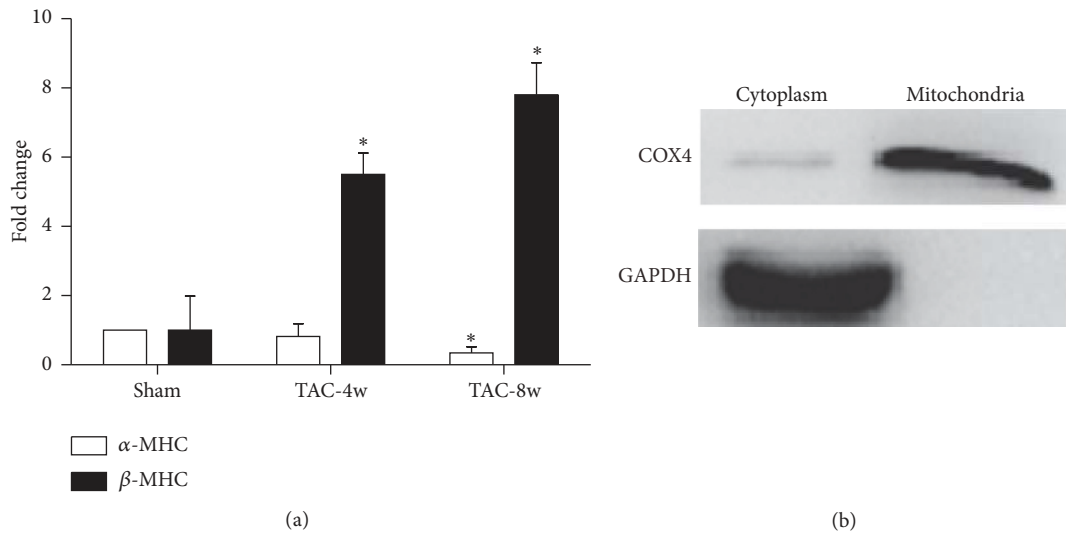 10
8
6
4
2
0
Fold change
*
*
*
Sham
TAC-4w
TAC-8w
α-MHC
β-MHC
(a)
Cytoplasm
Mitochondria
COX4
GAPDH
(b)